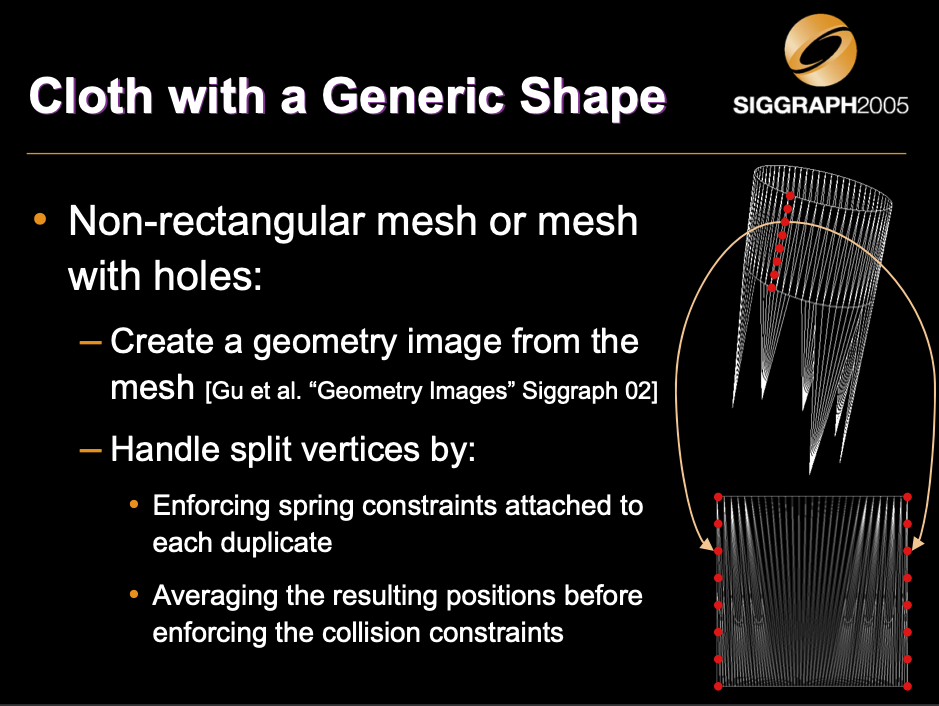 SIGGRAPH2005
Cloth with a Generic Shape
• Non-rectangular mesh or mesh
with holes:
– Create a geometry image from the
mesh [Gu et al. “Geometry Images” Siggraph 02]
– Handle split vertices by:
• Enforcing spring constraints attached to
each duplicate
• Averaging the resulting positions before
enforcing the collision constraints